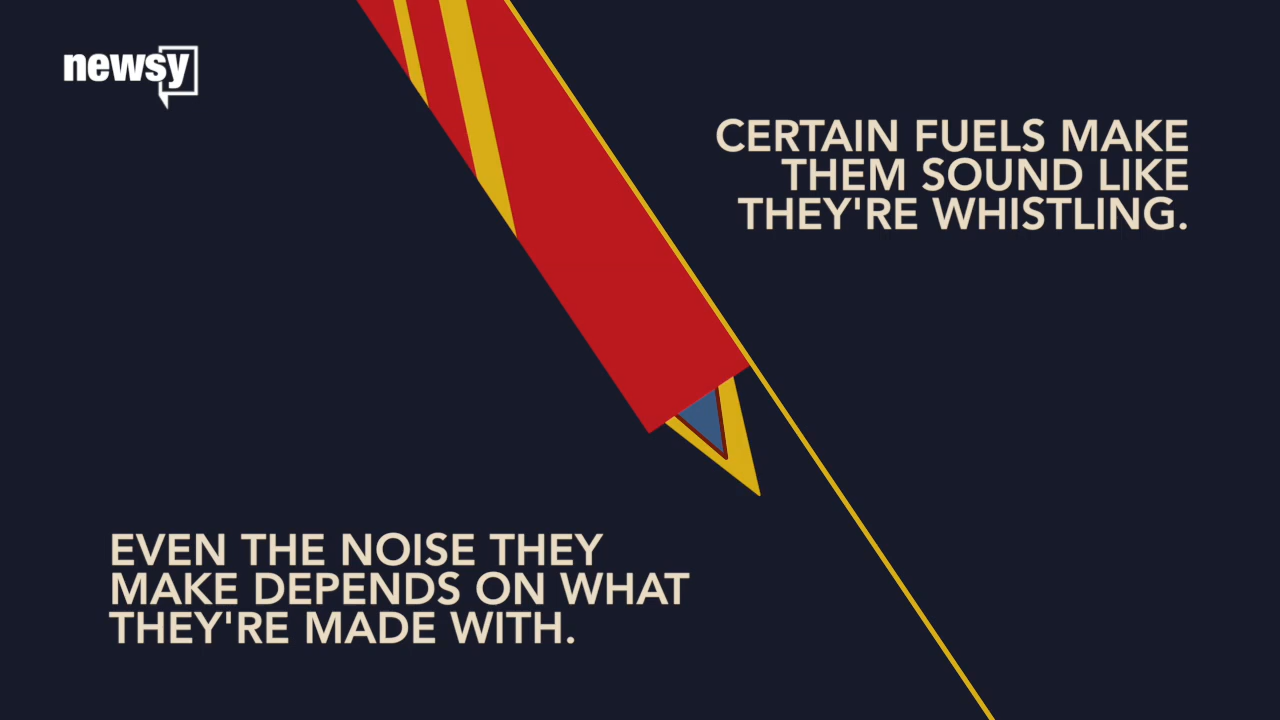 newsy
CERTAIN FUELS MAKE
THEM SOUND LIKE
THEY'RE WHISTLING.
EVEN THE NOISE THEY
MAKE DEPENDS ON WHAT
THEY'RE MADE WITH.